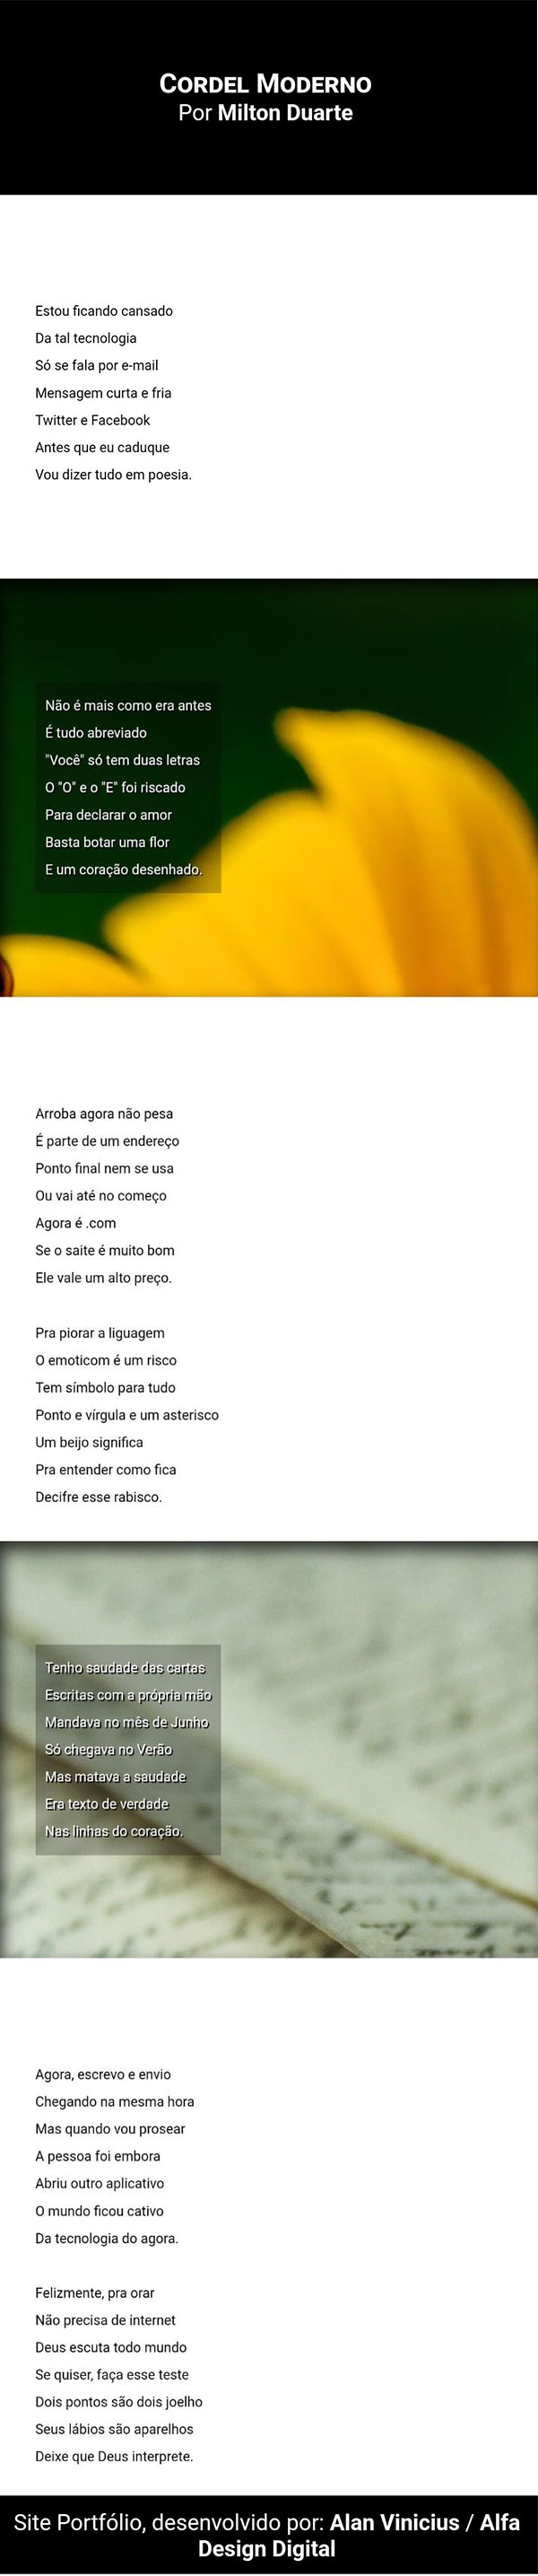 Cordel Moderno
Por Milton Duarte
Estou ficando cansado
Da tal tecnologia
Só se fala por e-mail
Mensagem curta e fria
Twitter e Facebook
Antes que eu caduque
Vou dizer tudo em poesia.
Não é mais como era antes
É tudo abreviado
"Você" só tem duas letras
O "O" e o "E" foi riscado
Para declarar o amor
Basta botar uma flor
E um coração desenhado.
Arroba agora não pesa
É parte de um endereço
Ponto final nem se usa
Ou vai até no começo
Agora é .com
Se o saite é muito bom
Ele vale um alto preço.
Pra piorar a liguagem
O emoticom é um risco
Tem símbolo para tudo
Ponto e vírgula e um asterisco
Um beijo significa
Pra entender como fica
Decifre esse rabisco.
Tenho saudade das cartas
Escritas com a própria mão
Mandava no mês de Junho
Só chegava no Verão
Mas matava a saudade
Era texto de verdade
Nas linhas do coração.
Agora, escrevo e envio
Chegando na mesma hora
Mas quando vou prosear
A pessoa foi embora
Abriu outro aplicativo
O mundo ficou cativo
Da tecnologia do agora.
Felizmente, pra orar
Não precisa de internet
Deus escuta todo mundo
Se quiser, faça esse teste
Dois pontos são dois joelho
Seus lábios são aparelhos
Deixe que Deus interprete.
Site Portfólio, desenvolvido por: Alan Vinicius / Alfa
Design Digital